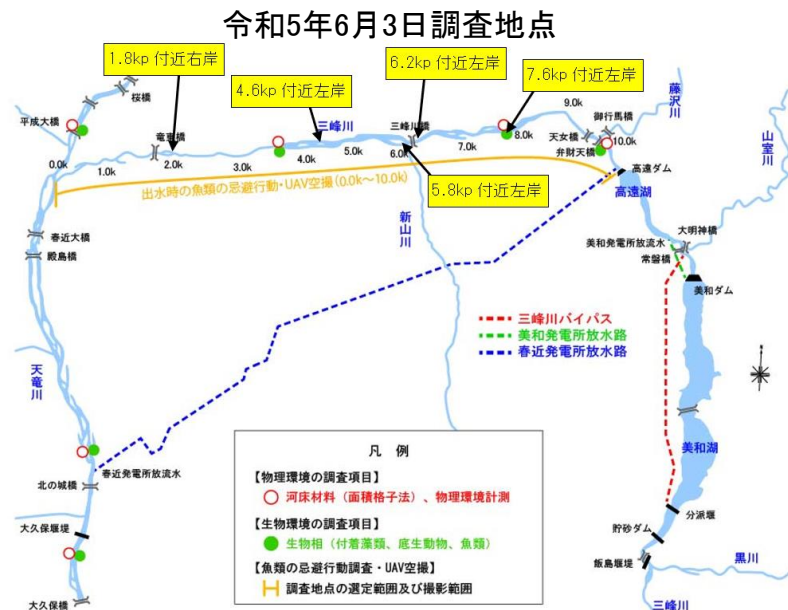 令和5年6月3日調査地点
1.8kp 付近右岸
4.6kp 付近左岸
6.2kp 付近左岸
7.6kp 付近左岸
5.8kp 付近左岸
桜橋
平成大橋
竜東橋
三峰川
三峰川橋
9.0k
御行馬橋
藤沢川
天女橋
10.0k
弁財天橋
山室川
0.0k
1.0k
2.0k
4.0k
5.0k
6.0k
7.0k
8.0k
高遠ダム
高遠湖
出水時の魚類の忌避行動・UAV空撮(0.0k~10.0k)
新山川
大明神橋
美和発電所放流水
常盤橋
美和ダム
春近大橋
殿島橋
三峰川バイパス
美和発電所放水路
春近発電所放水路
天竜川
美和湖
春近発電所放流水
北の城橋
大久保堰堤
大久保橋
分派堰
貯砂ダム
飯島堰堤
黒川
三峰川
凡 例
【物理環境の調査項目】
河床材料(面積格子法)、物理環境計測
【生物環境の調査項目】
生物相(付着藻類、底生動物、魚類)
【魚類の忌避行動調査・UAV空撮】
調査地点の選定範囲及び撮影範囲